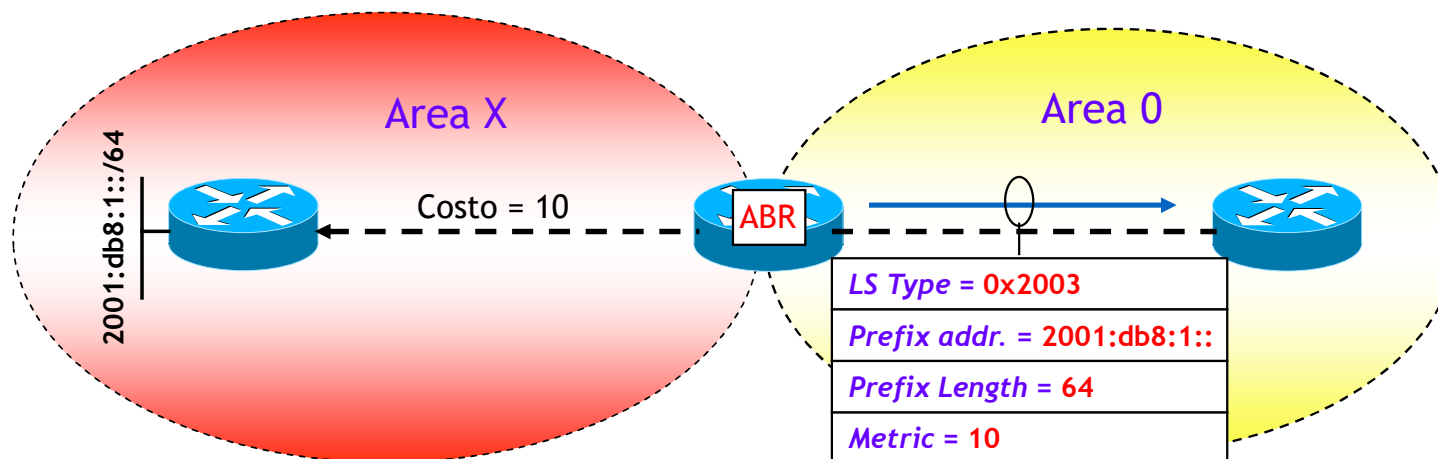 Area X
Area 0
2001:db8:1::/64
Costo = 10
ABR
LS Type = 0x2003
Prefix addr. = 2001:db8:1::
Prefix Length = 64
Metric = 10